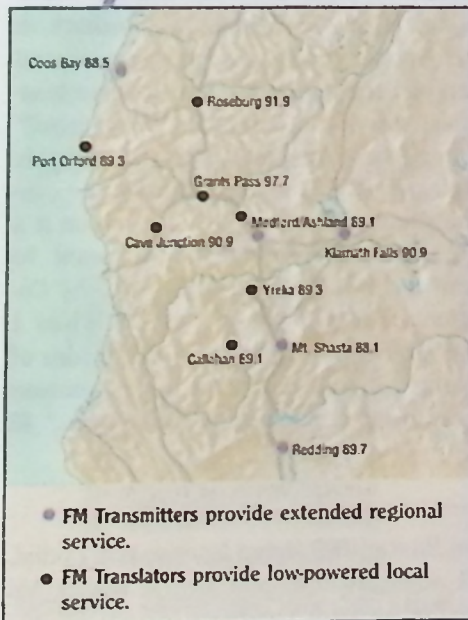 Coos Bay 88.5
Roseburg 91.9
Port Orford 89.3
Grants Pass 97.7
Medford/Ashland 89.1
Cave Junction 90.9
Klamath Falls 90.9
Yreka 89.3
Callahan 89.1
Mt. Shasta 88.1
Redding 89.7
FM Transmitters provide extended regional
service.
FM Translators provide low-powered local
service.